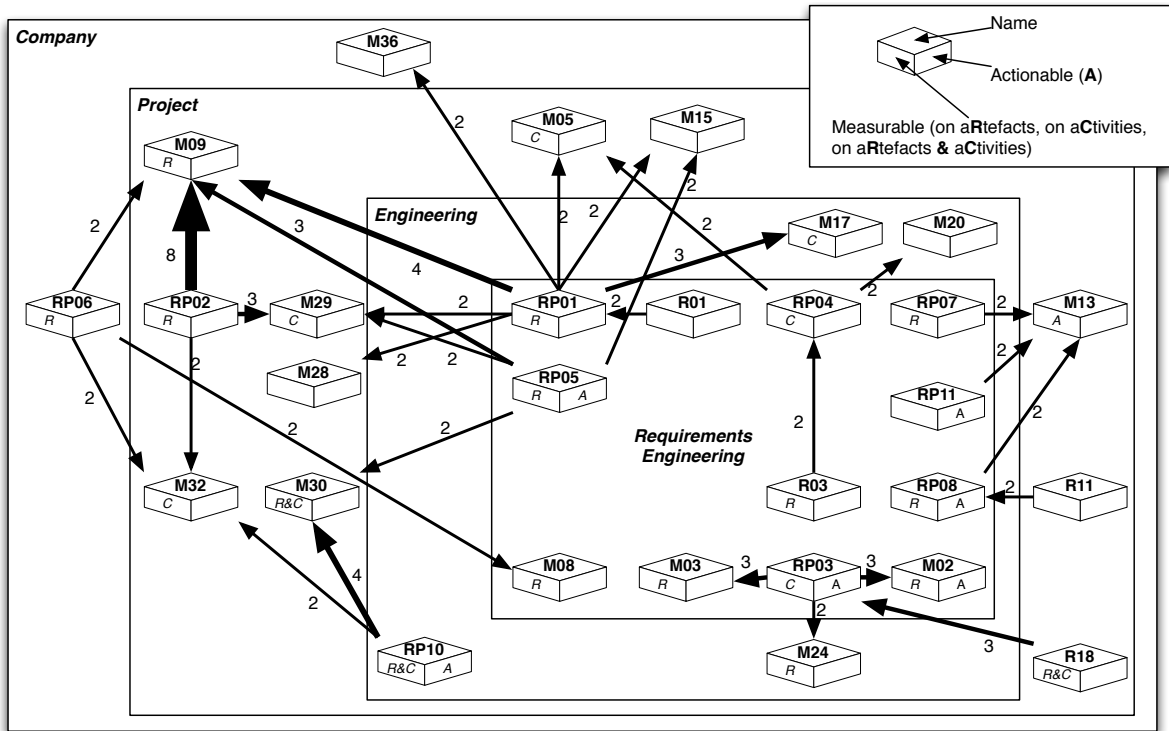 Company
M36
Name
Actionable (A)
Measurable (on aRtefacts, on aCtivities,
on aRtefacts & aCtivities)
Project
2
M09
R
M05
C
M15
2
2
3
8
4
2
2
2
Engineering
M17
C
M20
3
2
RP06
R
RP02
R
3
M29
C
2
RP01
R
2
R01
RP04
C
RP07
R
2
M13
A
M28
2
2
RP05
R
A
2
RP11
A
2
2
2
2
2
2
Requirements
Engineering
M32
C
M30
R&C
R03
R
RP08
R
A
2
R11
M08
R
M03
R
3
RP03
C
A
3
M02
R
A
4
2
2
RP10
R&C
A
M24
R
3
R18
R&C